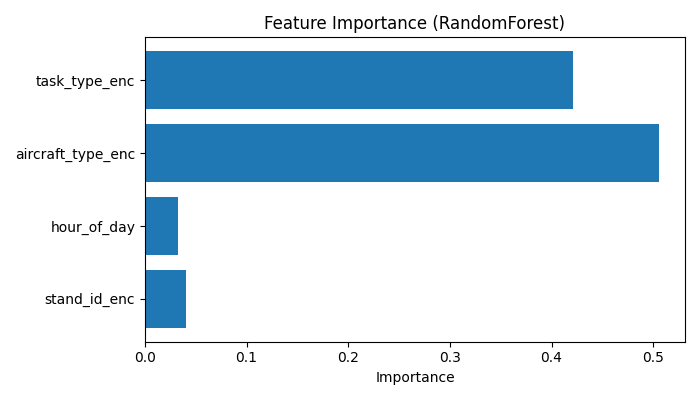 Feature Importance (RandomForest)
task_type_enc
aircraft_type_enc
hour_of_day
stand_id_enc
0.0 0.1 0.2 0.3 0.4 0.5
Importance